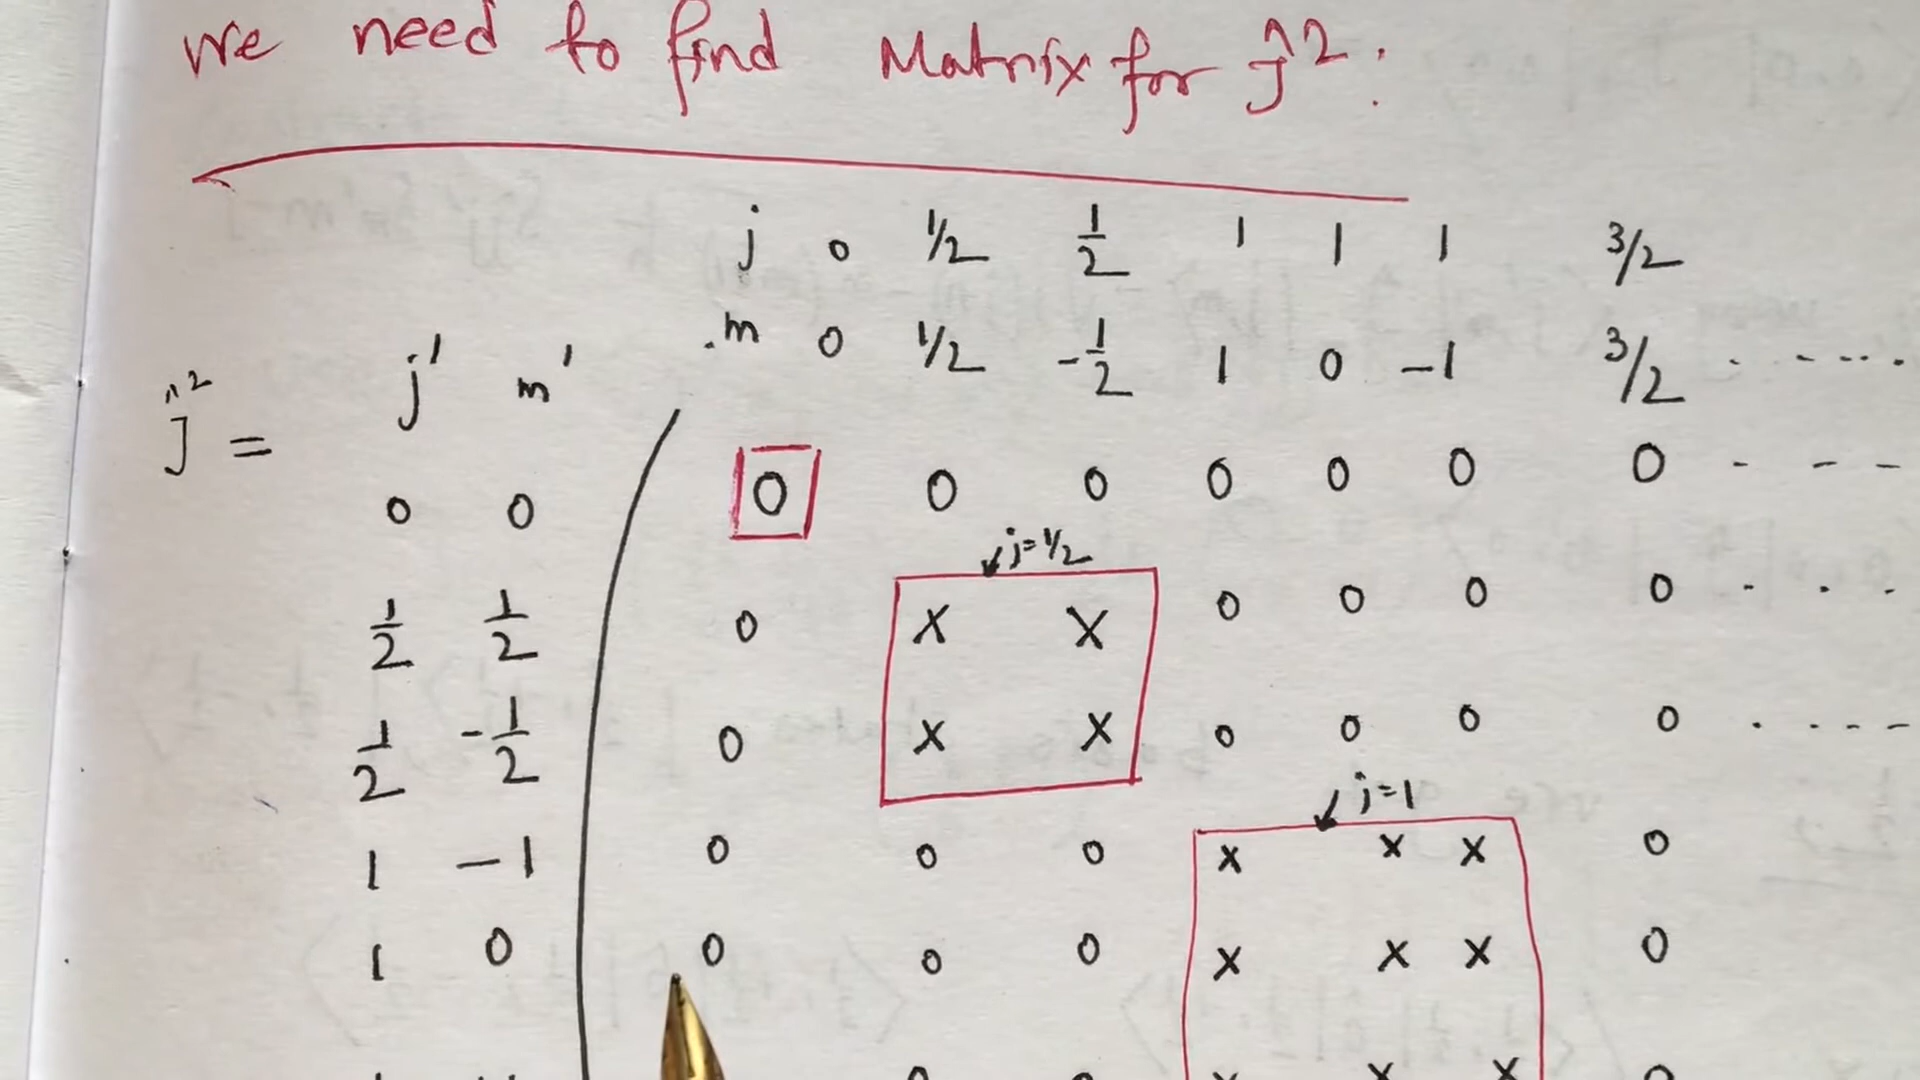 We need to find Matrix for Ĵ²:
j 0 1/2 1/2 1 1 1 3/2
m 0 1/2 -1/2 1 0 -1 3/2 . - - - - .
Ĵ² = j' m'
0 0 0 0 0 0 0 0 0 - - -
j=1/2
1/2 1/2 0 X X 0 0 0 0 - . .
1/2 -1/2 0 X X 0 0 0 0 . - - -
j=1
1 -1 0 0 0 X X X 0
1 0 0 0 0 X X X 0